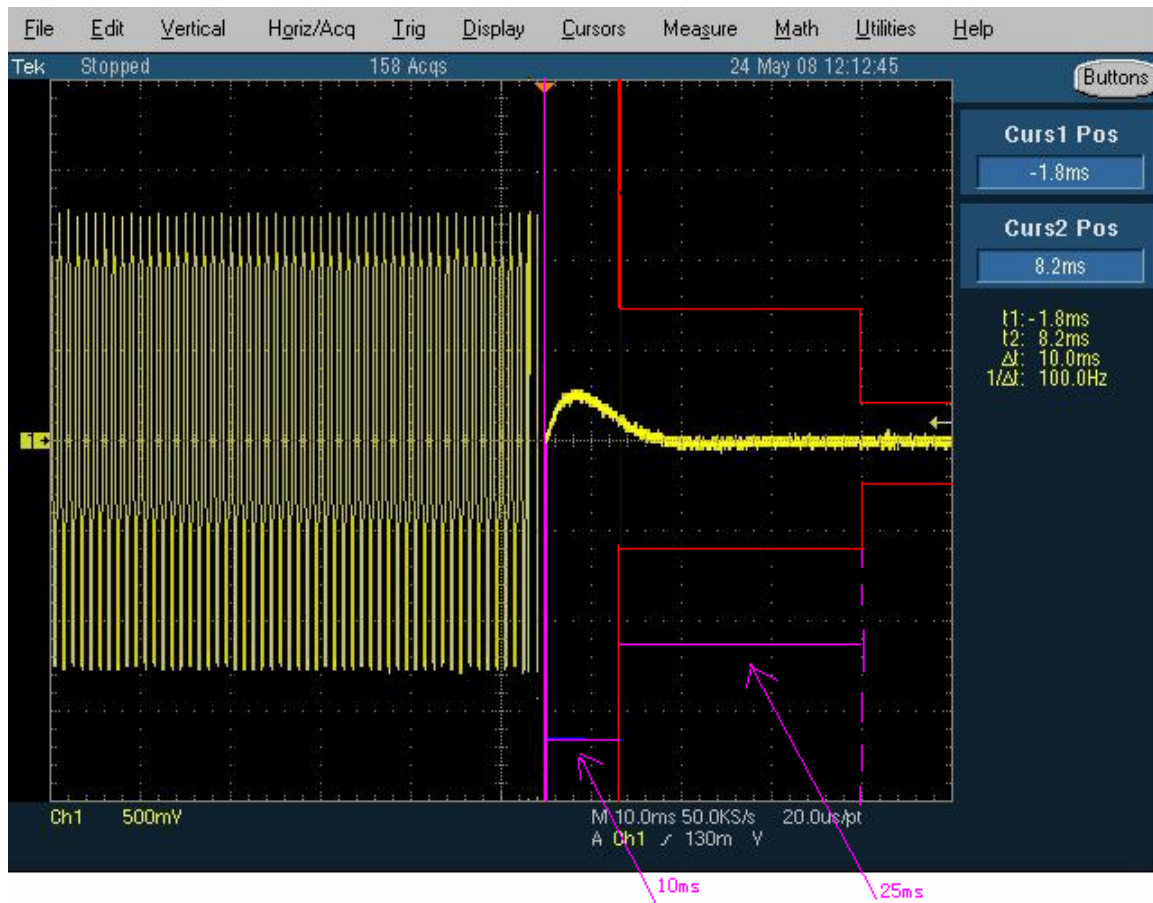 File Edit Vertical Horiz/Acq Trig Display Cursors Measure Math Utilities Help
Tek Stopped 158 Acqs 24 May 08 12:12:45
Buttons
Curs1 Pos
-1.8ms
Curs2 Pos
8.2ms
t1: -1.8ms
t2: 8.2ms
Δt: 10.0ms
1/Δt: 100.0Hz
1
Ch1 500mV M 10.0ms 50.0KS/s 20.0us/pt
A Ch1 130m V
10ms
25ms